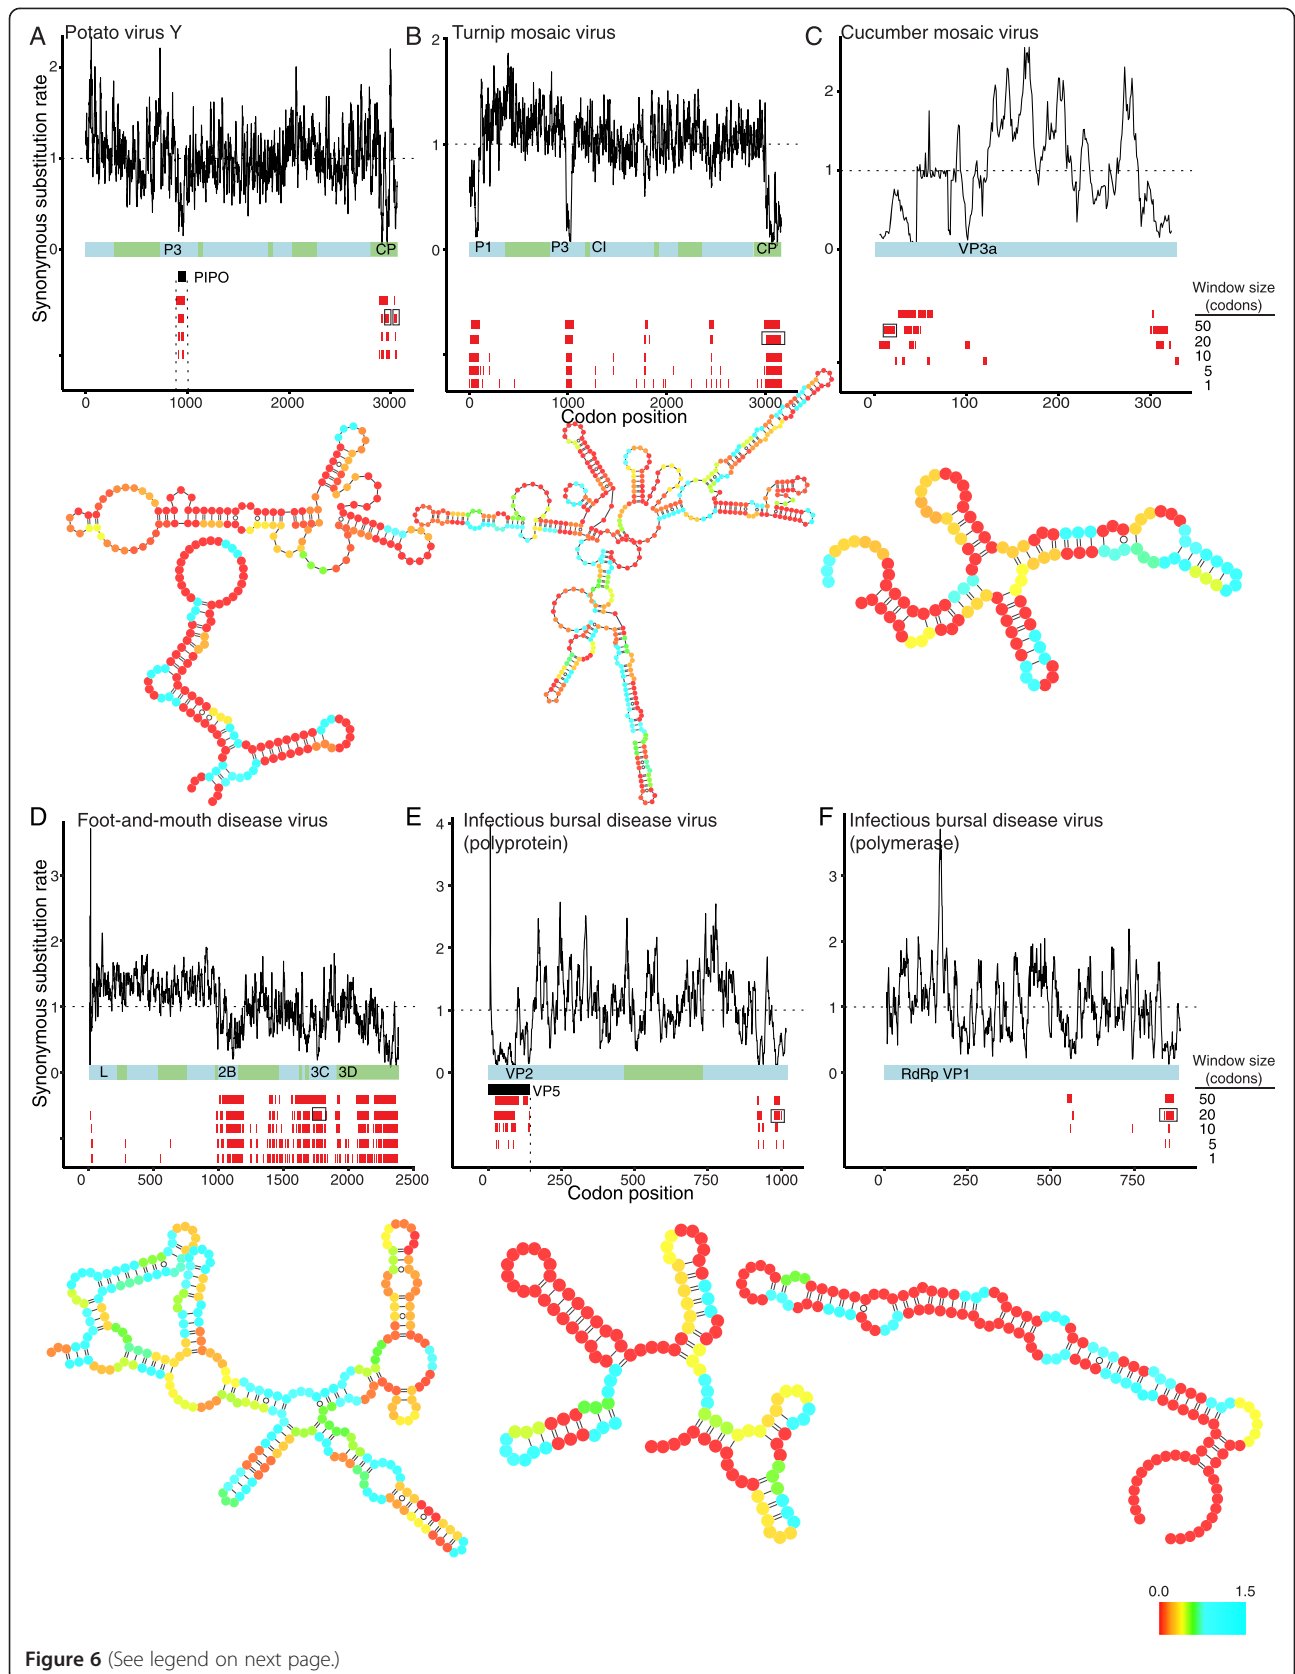 A Potato virus Y
B Turnip mosaic virus
C Cucumber mosaic virus
Synonymous substitution rate
2
1
0
P3 CP
PIPO
0 1000 2000 3000
2
1
0
P1 P3 CI CP
0 1000 2000 3000
Codon position
2
1
0
VP3a
Window size
(codons)
50
20
10
5
1
0 100 200 300
D Foot-and-mouth disease virus
E Infectious bursal disease virus
(polyprotein)
F Infectious bursal disease virus
(polymerase)
Synonymous substitution rate
3
2
1
0
L 2B 3C 3D
0 500 1000 1500 2000 2500
4
3
2
1
0
VP2
VP5
0 250 500 750 1000
Codon position
3
2
1
0
RdRp VP1
Window size
(codons)
50
20
10
5
1
0 250 500 750
0.0 1.5
Figure 6 (See legend on next page.)